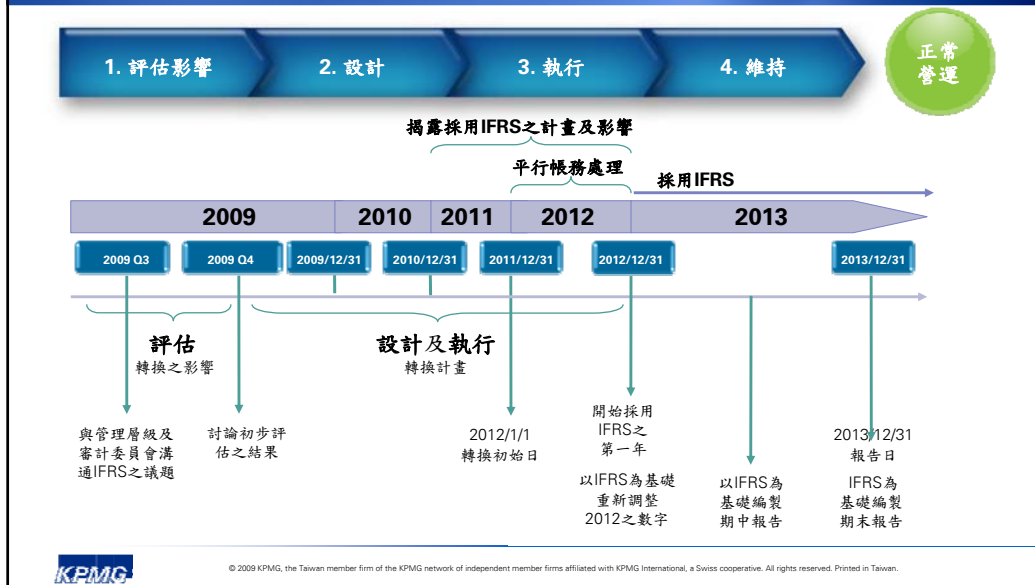 1. 評估影響
2. 設計
3. 執行
4. 維持
正常
營運
揭露採用IFRS之計畫及影響
平行帳務處理
採用IFRS
2009
2010
2011
2012
2013
2009 Q3
2009 Q4
2009/12/31
2010/12/31
2011/12/31
2012/12/31
2013/12/31
評估
轉換之影響
設計及執行
轉換計畫
與管理層級及
審計委員會溝
通IFRS之議題
討論初步評
估之結果
2012/1/1
轉換初始日
開始採用
IFRS之
第一年
以IFRS為基礎
重新調整
2012之數字
以IFRS為
基礎編製
期中報告
2013/12/31
報告日
IFRS為
基礎編製
期末報告
KPMG
© 2009 KPMG, the Taiwan member firm of the KPMG network of independent member firms affiliated with KPMG International, a Swiss cooperative. All rights reserved. Printed in Taiwan.